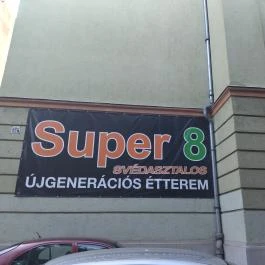 Super 8
SVÉDASZTALOS
ÚJGENERÁCIÓS ÉTTEREM